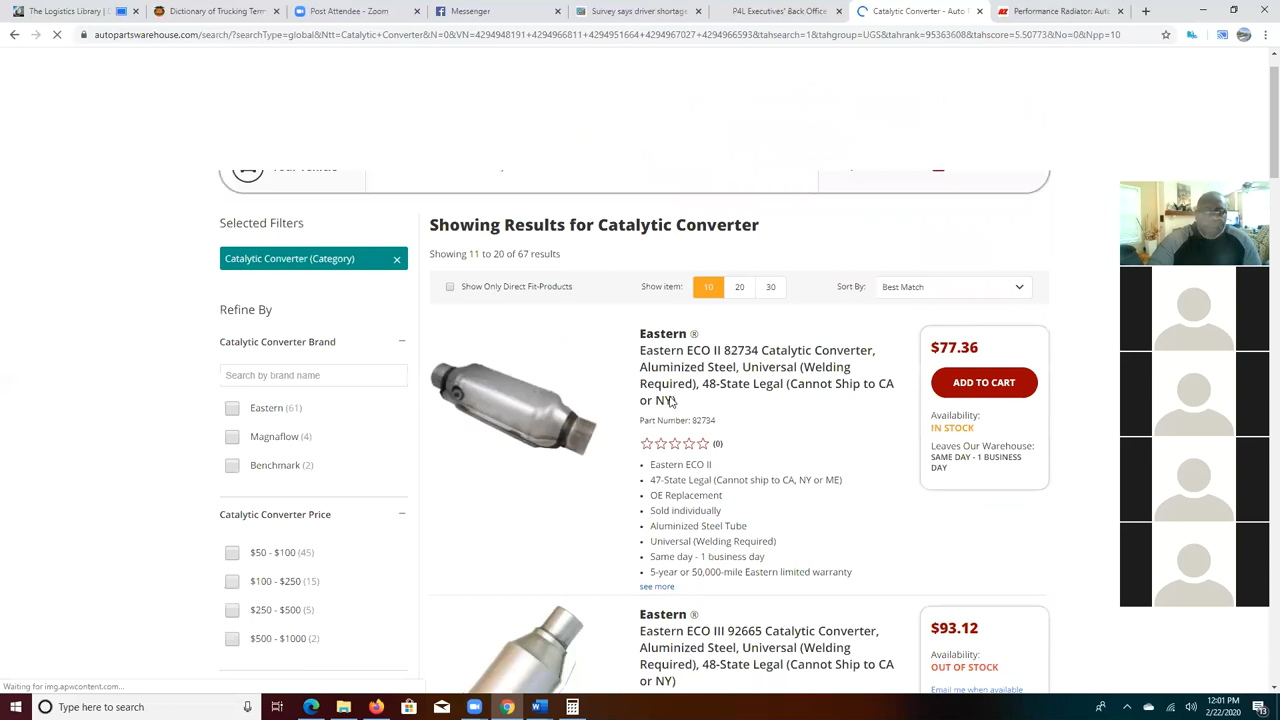 The Logistics of Li
Dictionary of Trucking Term
Post Attendee - Zoom
Messenger
Survey says driver shortage
P4L Executives' Back Office
Catalytic Converter - Auto
Performance Radiator: Auto
autopartswarehouse.com/search/?searchType=global&Ntt=Catalytic+Converter&N=0&VN=4294948191+4294966811+4294951664+4294967027+4294966593&tahsearch=1&tahgroup=UGS&tahrank=95363608&tahscore=5.50773&No=0&Npp=10
Selected Filters
Catalytic Converter (Category)
Refine By
Catalytic Converter Brand
Search by brand name
Eastern (61)
Magnaflow (4)
Benchmark (2)
Catalytic Converter Price
$50 - $100 (45)
$100 - $250 (15)
$250 - $500 (5)
$500 - $1000 (2)
Showing Results for Catalytic Converter
Showing 11 to 20 of 67 results
Show Only Direct Fit-Products
Show item:
10
20
30
Sort By:
Best Match
Eastern ®
Eastern ECO II 82734 Catalytic Converter,
Aluminized Steel, Universal (Welding
Required), 48-State Legal (Cannot Ship to CA
or NY)
Part Number: 82734
(0)
Eastern ECO II
47-State Legal (Cannot ship to CA, NY or ME)
OE Replacement
Sold individually
Aluminized Steel Tube
Universal (Welding Required)
Same day - 1 business day
5-year or 50,000-mile Eastern limited warranty
see more
$77.36
ADD TO CART
Availability:
IN STOCK
Leaves Our Warehouse:
SAME DAY - 1 BUSINESS
DAY
Eastern ®
Eastern ECO III 92665 Catalytic Converter,
Aluminized Steel, Universal (Welding
Required), 48-State Legal (Cannot Ship to CA
or NY)
$93.12
Availability:
OUT OF STOCK
Email me when available
Waiting for img.apwcontent.com...
Type here to search
12:01 PM
2/22/2020